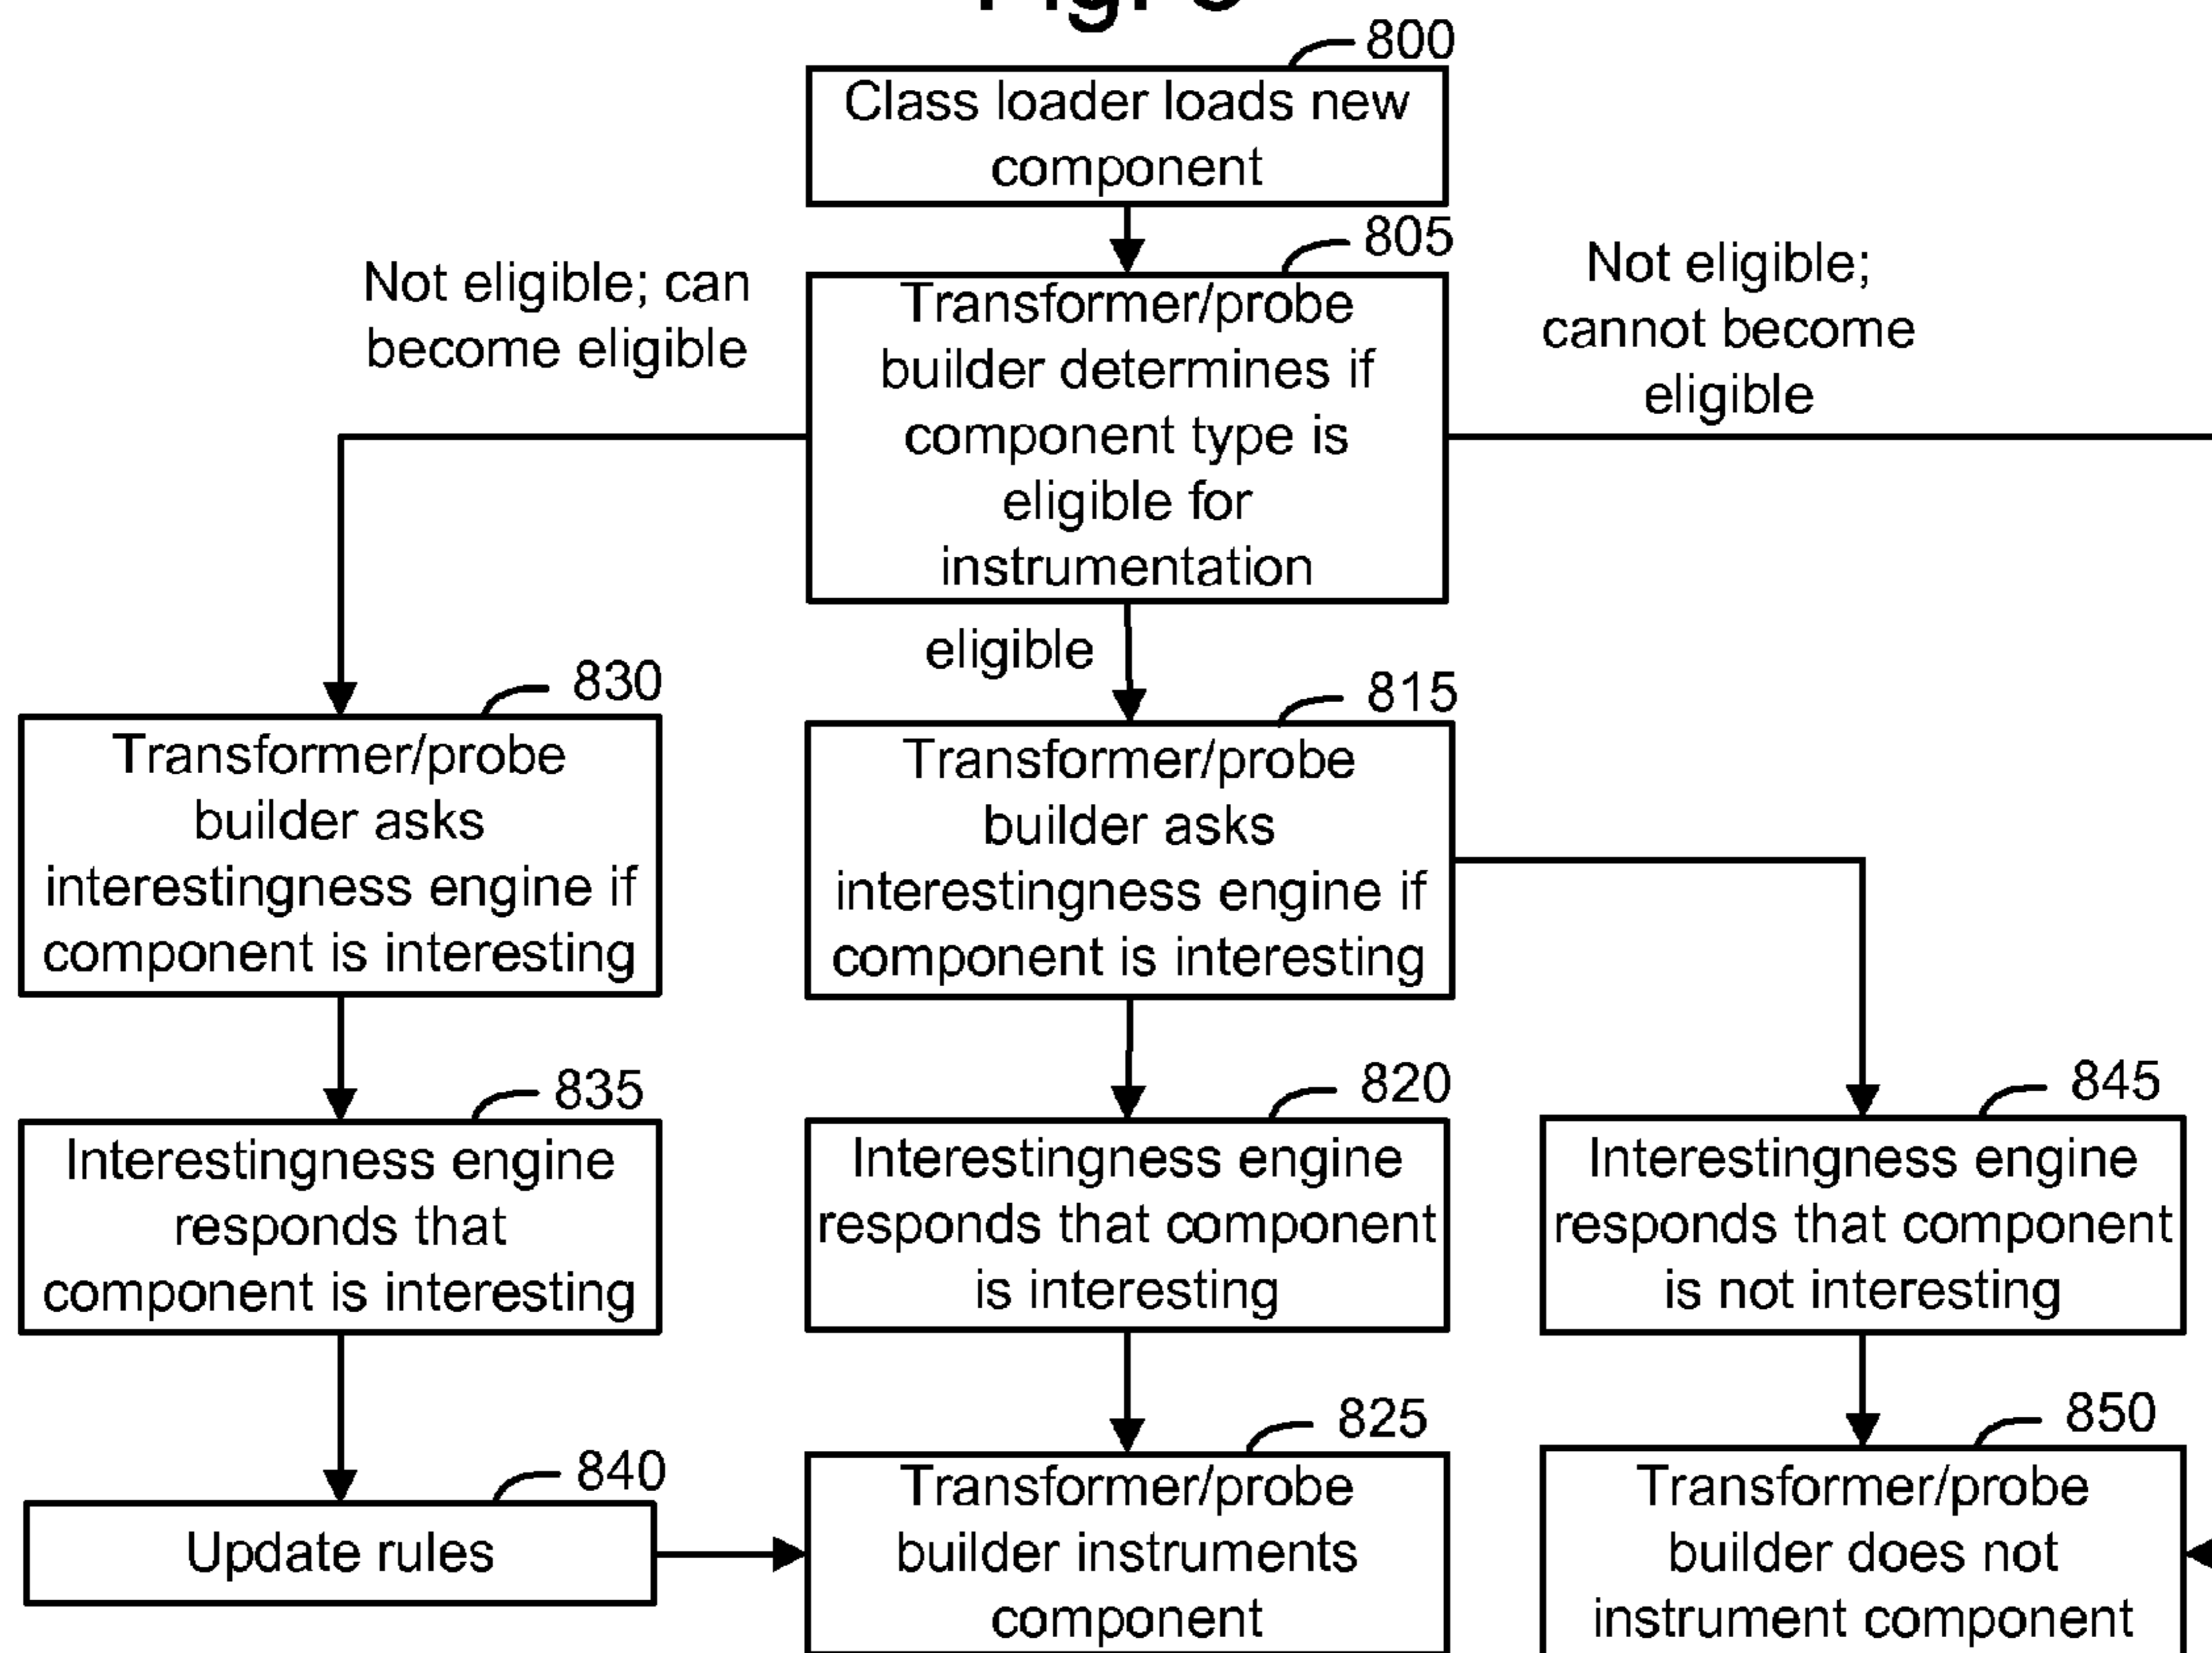 800
Class loader loads new
component
805
Not eligible; can
become eligible
Transformer/probe
builder determines if
component type is
eligible for
instrumentation
Not eligible;
cannot become
eligible
eligible
830
Transformer/probe
builder asks
interestingness engine if
component is interesting
815
Transformer/probe
builder asks
interestingness engine if
component is interesting
835
Interestingness engine
responds that
component is interesting
820
Interestingness engine
responds that component
is interesting
845
Interestingness engine
responds that component
is not interesting
840
Update rules
825
Transformer/probe
builder instruments
component
850
Transformer/probe
builder does not
instrument component